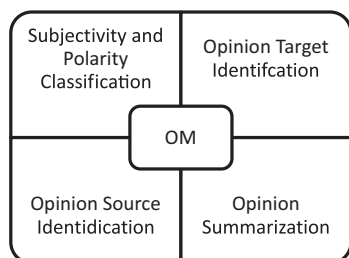 Subjectivity and
Polarity
Classification
Opinion Target
Identifcation
OM
Opinion Source
Identidication
Opinion
Summarization